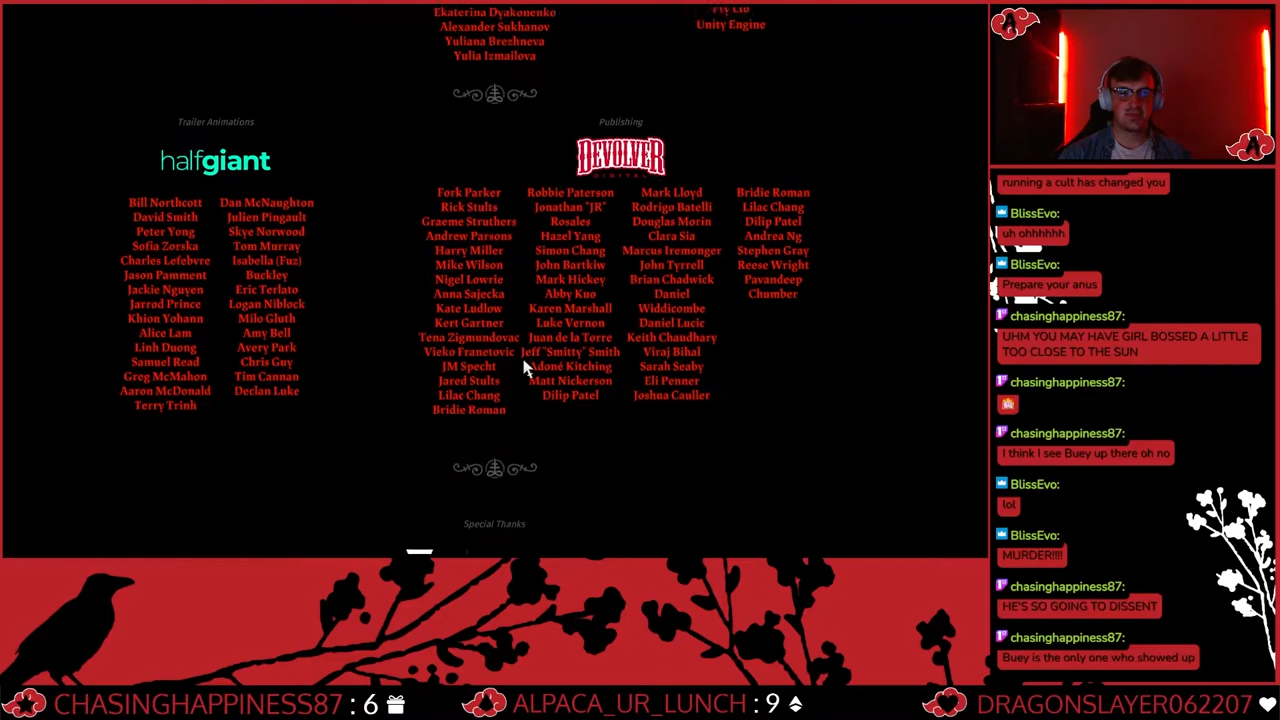 Ekaterina Dyakonenko
Alexander Sukhanov
Yuliana Brezhneva
Yulia Izmailova
Pty Ltd
Unity Engine
Trailer Animations
halfgiant
Bill Northcott
David Smith
Peter Yong
Sofia Zorska
Charles Lefebvre
Jason Pamment
Jackie Nguyen
Jarrod Prince
Khion Yohann
Alice Lam
Linh Duong
Samuel Read
Greg McMahon
Aaron McDonald
Terry Trinh
Dan McNaughton
Julien Pingault
Skye Norwood
Tom Murray
Isabella (Fuz)
Buckley
Eric Terlato
Logan Niblock
Milo Gluth
Amy Bell
Avery Park
Chris Guy
Tim Cannan
Declan Luke
Publishing
DEVOLVER
DIGITAL
Fork Parker
Rick Stults
Graeme Struthers
Andrew Parsons
Harry Miller
Mike Wilson
Nigel Lowrie
Anna Sajecka
Kate Ludlow
Kert Gartner
Tena Zigmundovac
Vieko Franetovic
JM Specht
Jared Stults
Lilac Chang
Bridie Roman
Robbie Paterson
Jonathan "JR"
Rosales
Hazel Yang
Simon Chang
John Bartkiw
Mark Hickey
Abby Kuo
Karen Marshall
Luke Vernon
Juan de la Torre
Jeff "Smitty" Smith
Adoné Kitching
Matt Nickerson
Dilip Patel
Mark Lloyd
Rodrigo Batelli
Douglas Morin
Clara Sia
Marcus Iremonger
John Tyrrell
Brian Chadwick
Daniel
Widdicombe
Daniel Lucic
Keith Chaudhary
Viraj Bihal
Sarah Seaby
Eli Penner
Joshua Cauller
Bridie Roman
Lilac Chang
Dilip Patel
Andrea Ng
Stephen Gray
Reese Wright
Pavandeep
Chumber
Special Thanks
running a cult has changed you
BlissEvo:
uh ohhhhhh
BlissEvo:
Prepare your anus
chasinghappiness87:
UHM YOU MAY HAVE GIRL BOSSED A LITTLE
TOO CLOSE TO THE SUN
chasinghappiness87:
chasinghappiness87:
I think I see Buey up there oh no
BlissEvo:
lol
BlissEvo:
MURDER!!!!
chasinghappiness87:
HE'S SO GOING TO DISSENT
chasinghappiness87:
Buey is the only one who showed up
CHASINGHAPPINESS87 : 6
ALPACA_UR_LUNCH : 9
DRAGONSLAYER062207